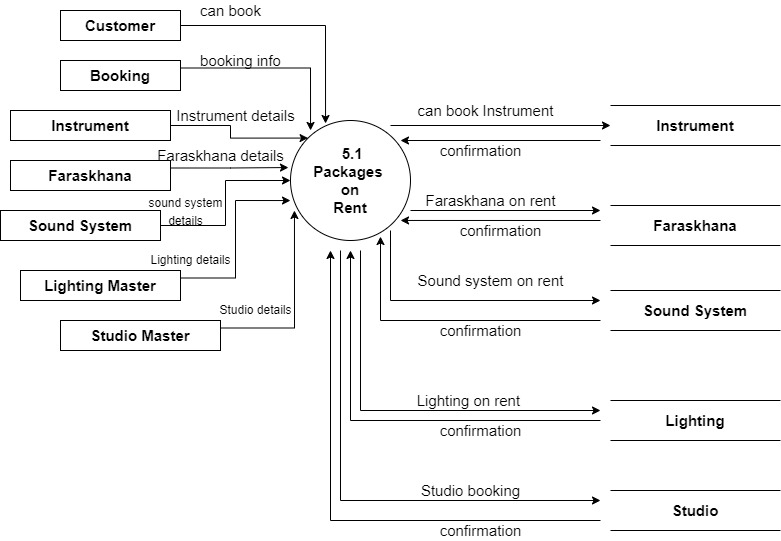 can book
Customer
booking info
Booking
Instrument details
Instrument
Faraskhana details
Faraskhana
sound system
details
Sound System
Lighting details
Lighting Master
Studio details
Studio Master
5.1
Packages
on
Rent
can book Instrument
Instrument
confirmation
Faraskhana on rent
Faraskhana
confirmation
Sound system on rent
Sound System
confirmation
Lighting on rent
Lighting
confirmation
Studio booking
Studio
confirmation